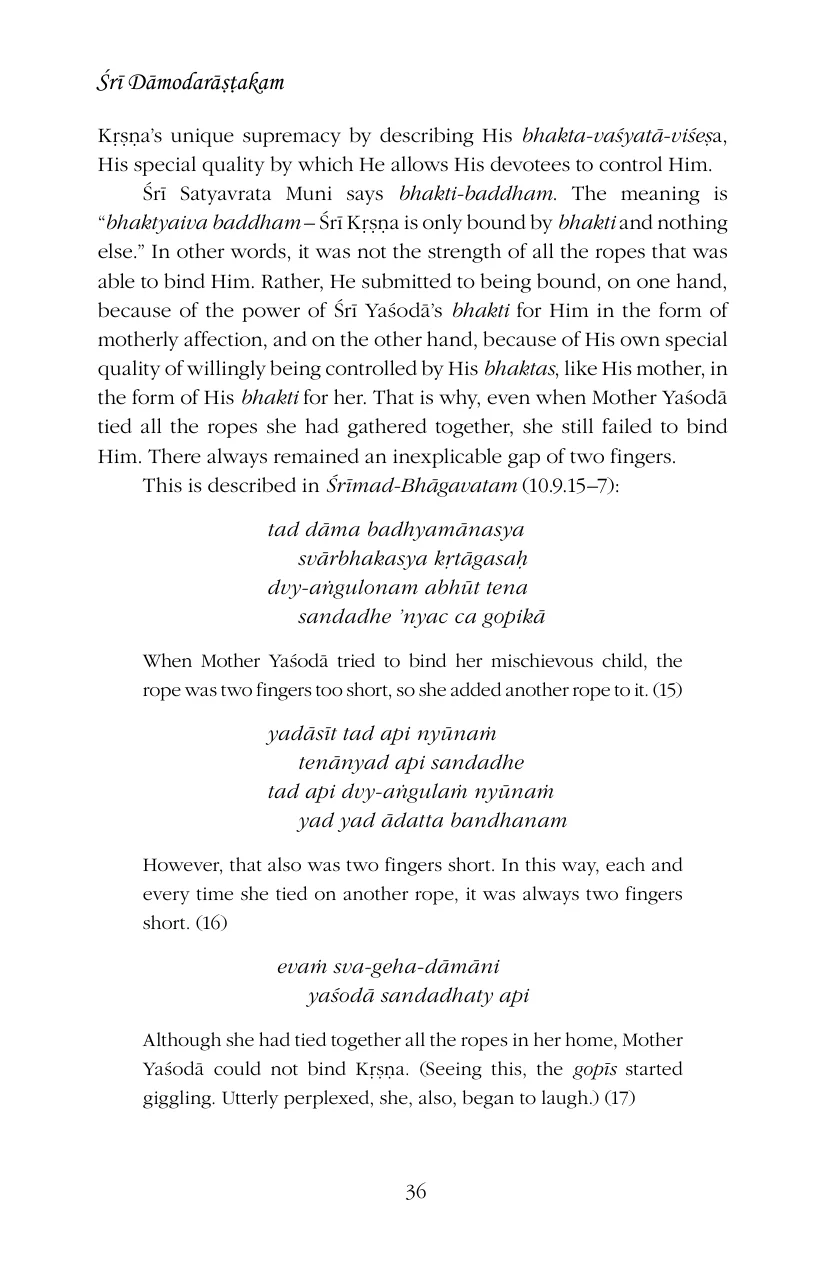 Śrī Dāmodarāṣṭakam
Kṛṣṇa’s unique supremacy by describing His bhakta-vaśyatā-viśeṣa,
His special quality by which He allows His devotees to control Him.
Śrī Satyavrata Muni says bhakti-baddham. The meaning is
“bhaktyaiva baddham – Śrī Kṛṣṇa is only bound by bhakti and nothing
else.” In other words, it was not the strength of all the ropes that was
able to bind Him. Rather, He submitted to being bound, on one hand,
because of the power of Śrī Yaśodā’s bhakti for Him in the form of
motherly affection, and on the other hand, because of His own special
quality of willingly being controlled by His bhaktas, like His mother, in
the form of His bhakti for her. That is why, even when Mother Yaśodā
tied all the ropes she had gathered together, she still failed to bind
Him. There always remained an inexplicable gap of two fingers.
This is described in Śrīmad-Bhāgavatam (10.9.15–7):
tad dāma badhyamānasya
svārbhakasya kṛtāgasaḥ
dvy-aṅgulonam abhūt tena
sandadhe ’nyac ca gopikā
When Mother Yaśodā tried to bind her mischievous child, the
rope was two fingers too short, so she added another rope to it. (15)
yadāsīt tad api nyūnaṁ
tenānyad api sandadhe
tad api dvy-aṅgulaṁ nyūnaṁ
yad yad ādatta bandhanam
However, that also was two fingers short. In this way, each and
every time she tied on another rope, it was always two fingers
short. (16)
evaṁ sva-geha-dāmāni
yaśodā sandadhaty api
Although she had tied together all the ropes in her home, Mother
Yaśodā could not bind Kṛṣṇa. (Seeing this, the gopīs started
giggling. Utterly perplexed, she, also, began to laugh.) (17)
36